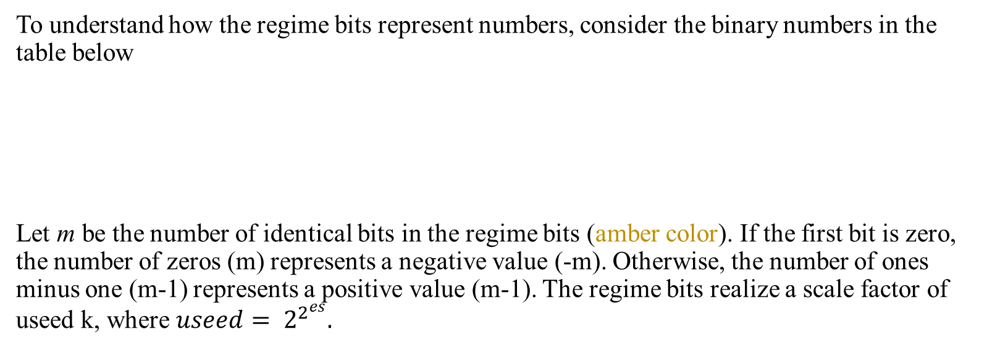 To understand how the regime bits represent numbers, consider the binary numbers in the
table below
Let m be the number of identical bits in the regime bits (amber color). If the first bit is zero,
the number of zeros (m) represents a negative value (-m). Otherwise, the number of ones
minus one (m-1) represents a positive value (m-1). The regime bits realize a scale factor of
useed k, where useed = 2^{2^{es}}.